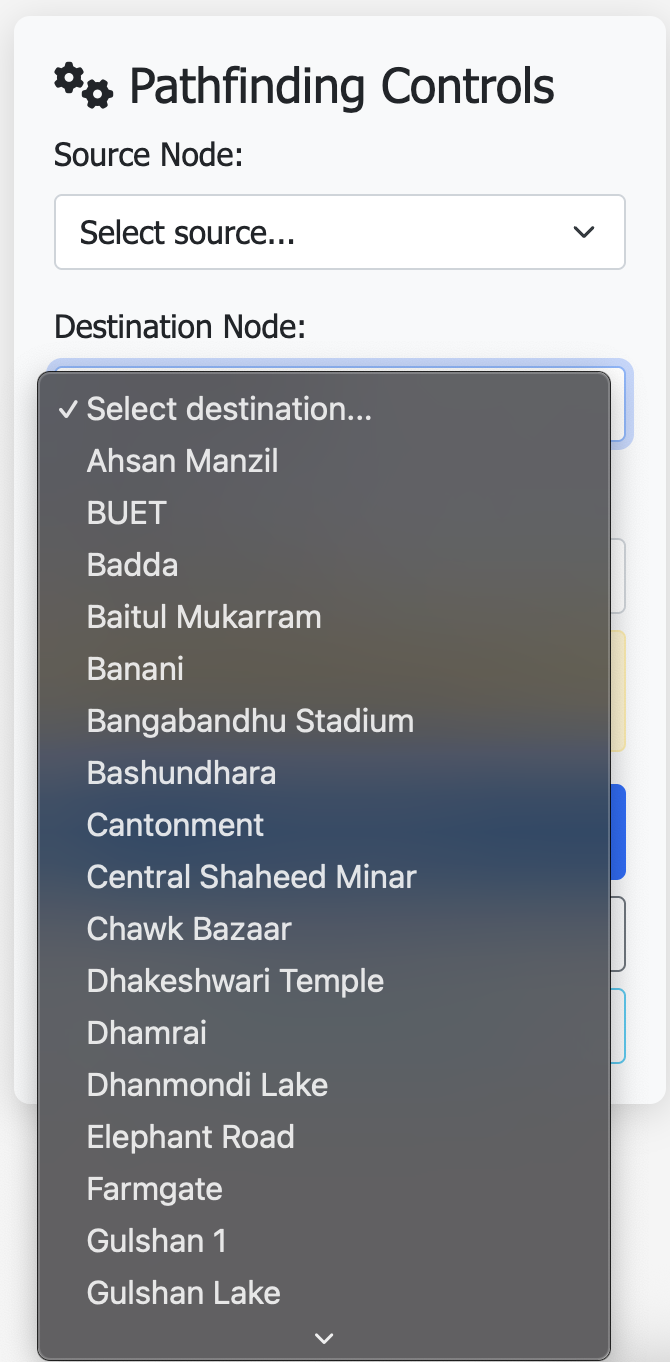 Pathfinding Controls
Source Node:
Select source...
Destination Node:
✓ Select destination...
Ahsan Manzil
BUET
Badda
Baitul Mukarram
Banani
Bangabandhu Stadium
Bashundhara
Cantonment
Central Shaheed Minar
Chawk Bazaar
Dhakeshwari Temple
Dhamrai
Dhanmondi Lake
Elephant Road
Farmgate
Gulshan 1
Gulshan Lake